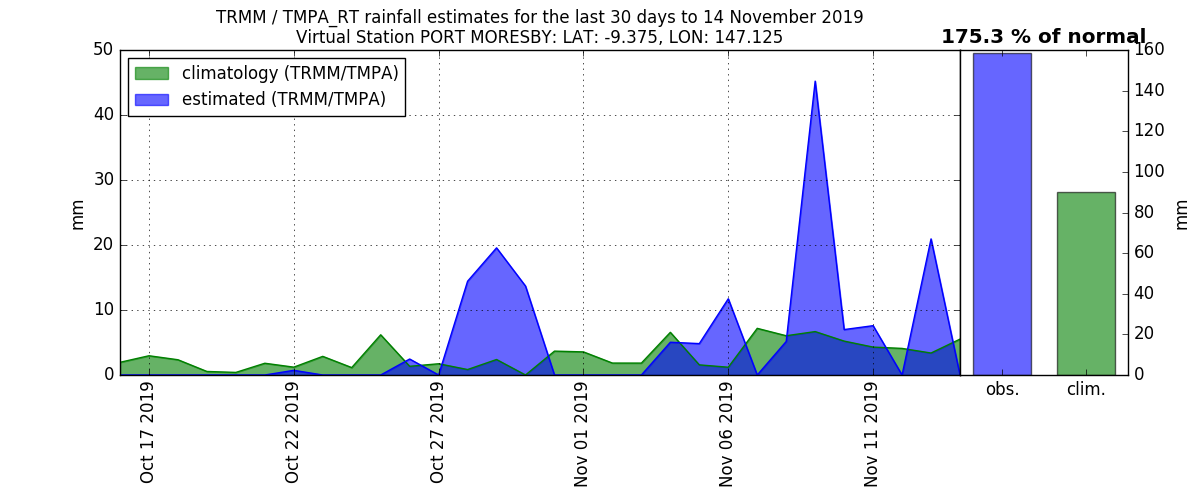 TRMM / TMPA_RT rainfall estimates for the last 30 days to 14 November 2019
Virtual Station PORT MORESBY: LAT: -9.375, LON: 147.125
175.3 % of normal
climatology (TRMM/TMPA)
estimated (TRMM/TMPA)
50
40
30
20
10
0
mm
Oct 17 2019
Oct 22 2019
Oct 27 2019
Nov 01 2019
Nov 06 2019
Nov 11 2019
160
140
120
100
80
60
40
20
0
mm
obs.
clim.